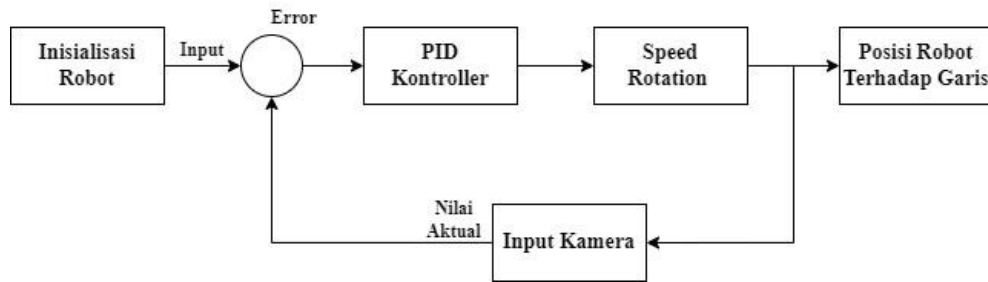 Error
Inisialisasi
Robot
Input
PID
Kontroller
Speed
Rotation
Posisi Robot
Terhadap Garis
Nilai
Aktual
Input Kamera